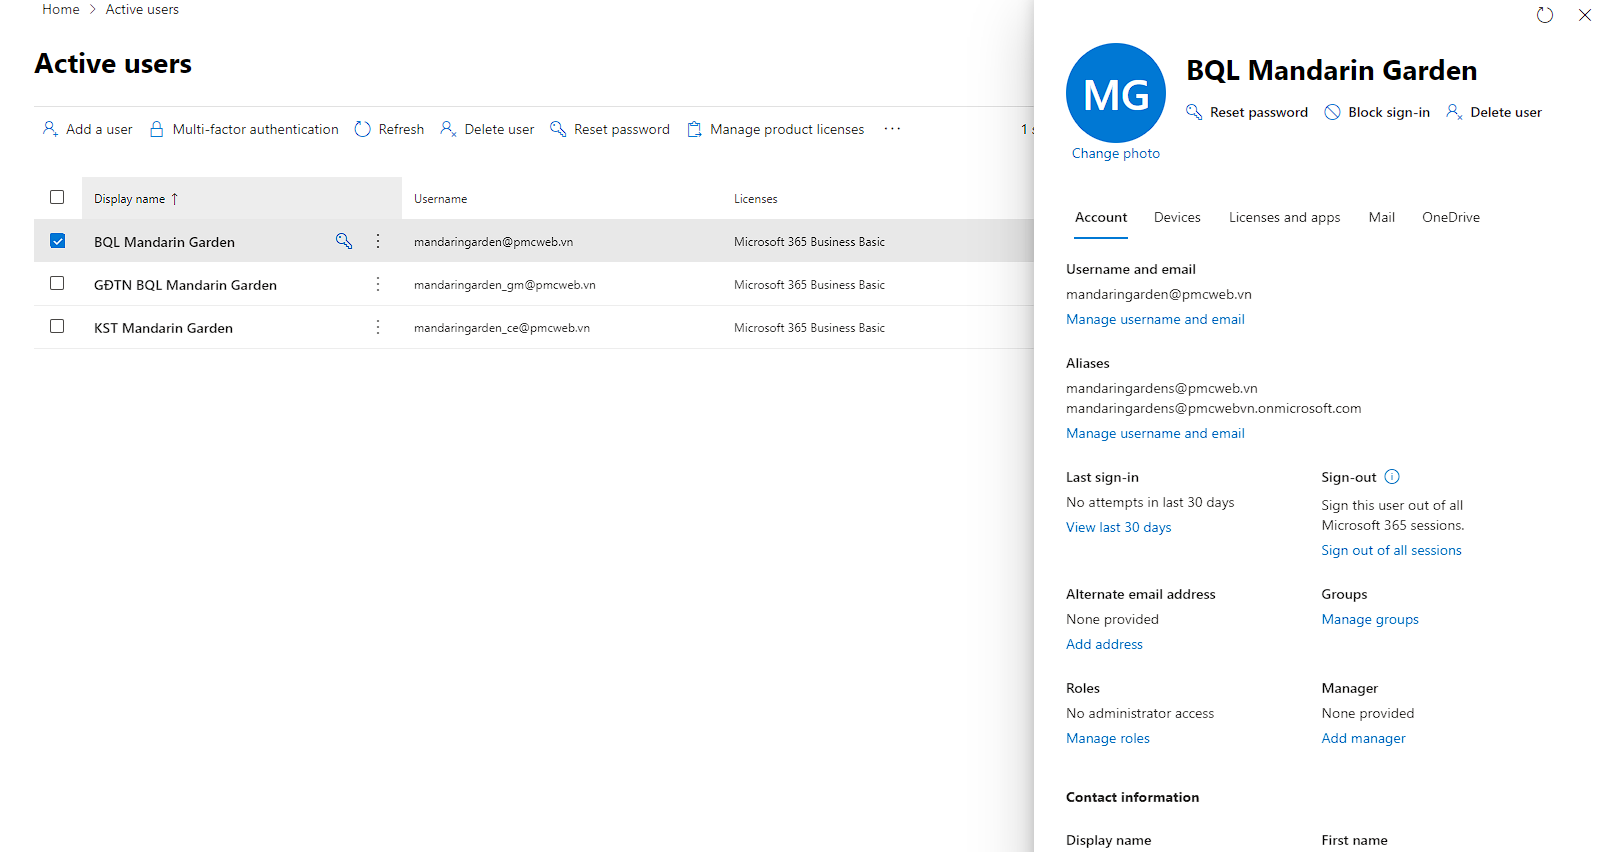 Home > Active users
Active users
Add a user Multi-factor authentication Refresh Delete user Reset password Manage product licenses ... 1
Display name ↑ Username Licenses
BQL Mandarin Garden mandaringarden@pmcweb.vn Microsoft 365 Business Basic
GĐTN BQL Mandarin Garden mandaringarden_gm@pmcweb.vn Microsoft 365 Business Basic
KST Mandarin Garden mandaringarden_ce@pmcweb.vn Microsoft 365 Business Basic
MG
Change photo
BQL Mandarin Garden
Reset password Block sign-in Delete user
Account Devices Licenses and apps Mail OneDrive
Username and email
mandaringarden@pmcweb.vn
Manage username and email
Aliases
mandaringardens@pmcweb.vn
mandaringardens@pmcwebvn.onmicrosoft.com
Manage username and email
Last sign-in
No attempts in last 30 days
View last 30 days
Sign-out
Sign this user out of all
Microsoft 365 sessions.
Sign out of all sessions
Alternate email address
None provided
Add address
Groups
Manage groups
Roles
No administrator access
Manage roles
Manager
None provided
Add manager
Contact information
Display name First name